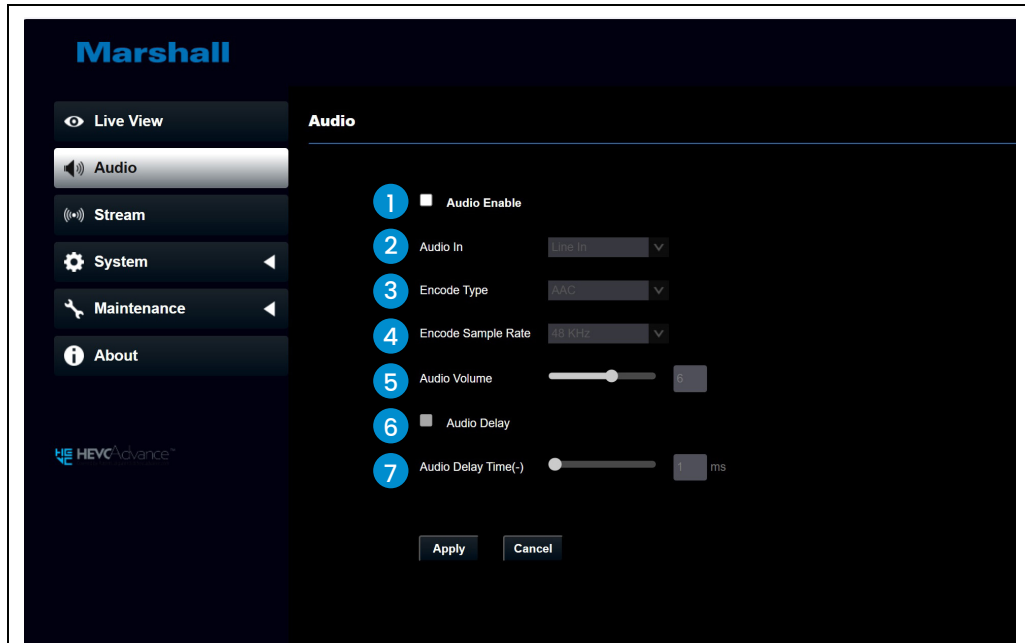 Marshall
Live View
Audio
Stream
System
Maintenance
About
HEVC Advance™
Audio
1 Audio Enable
2 Audio In Line In
3 Encode Type AAC
4 Encode Sample Rate 48 KHz
5 Audio Volume 6
6 Audio Delay
7 Audio Delay Time(-) 1 ms
Apply Cancel